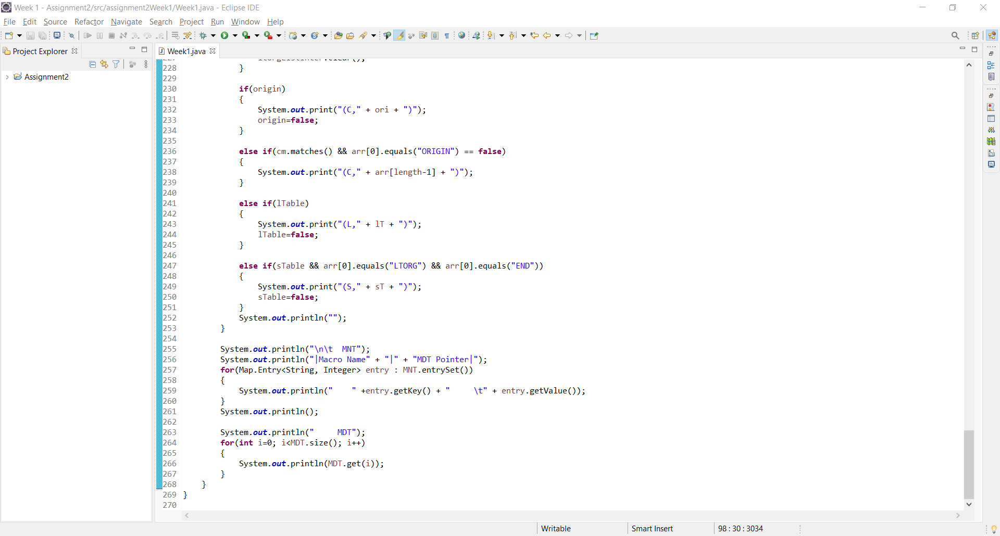 Week 1 - Assignment2/src/assignment2Week1/Week1.java - Eclipse IDE
File Edit Source Refactor Navigate Search Project Run Window Help
Project Explorer
Week1.java
Assignment2
228 }
229
230 if(origin)
231 {
232 System.out.print("(C," + ori + ")");
233 origin=false;
234 }
235
236 else if(cm.matches() && arr[0].equals("ORIGIN") == false)
237 {
238 System.out.print("(C," + arr[length-1] + ")");
239 }
240
241 else if(lTable)
242 {
243 System.out.print("(L," + lT + ")");
244 lTable=false;
245 }
246
247 else if(sTable && arr[0].equals("LTORG") && arr[0].equals("END"))
248 {
249 System.out.print("(S," + sT + ")");
250 sTable=false;
251 }
252 System.out.println("");
253 }
254
255 System.out.println("\n\t  MNT");
256 System.out.println("|Macro Name" + "|" + "MDT Pointer|");
257 for(Map.Entry<String, Integer> entry : MNT.entrySet())
258 {
259 System.out.println("    " +entry.getKey() + "     \t" + entry.getValue());
260 }
261 System.out.println();
262
263 System.out.println("     MDT");
264 for(int i=0; i<MDT.size(); i++)
265 {
266 System.out.println(MDT.get(i));
267 }
268 }
269 }
270
Writable Smart Insert 98 : 30 : 3034